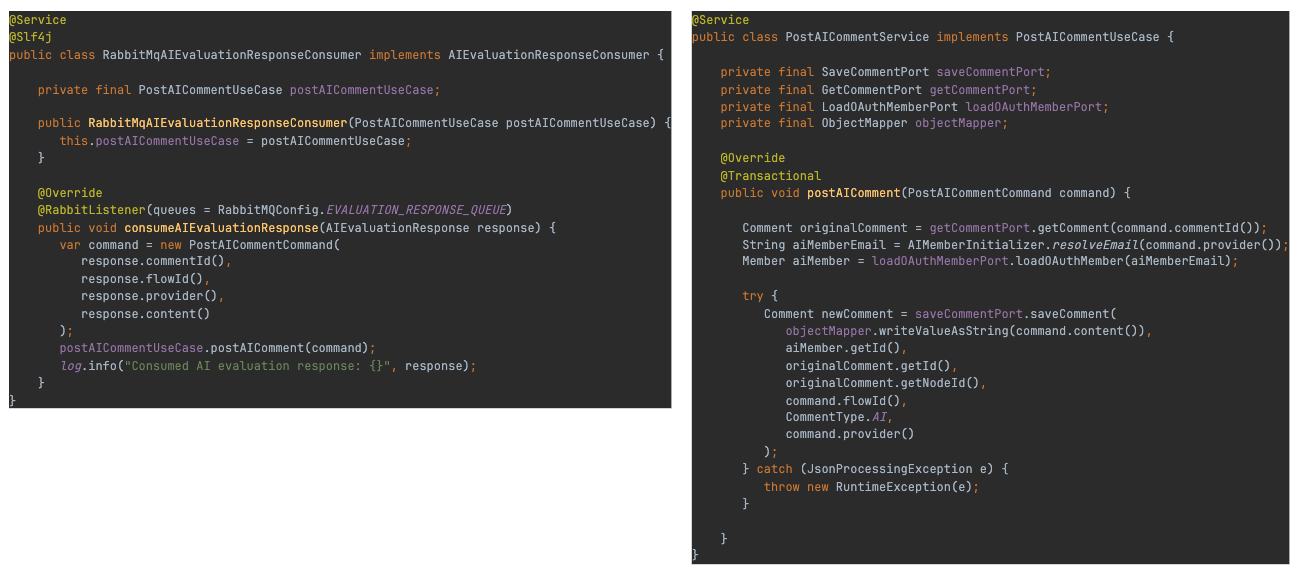 @Service
@Slf4j
public class RabbitMqAIEvaluationResponseConsumer implements AIEvaluationResponseConsumer {
private final PostAICommentUseCase postAICommentUseCase;
public RabbitMqAIEvaluationResponseConsumer(PostAICommentUseCase postAICommentUseCase) {
this.postAICommentUseCase = postAICommentUseCase;
}
@Override
@RabbitListener(queues = RabbitMQConfig.EVALUATION_RESPONSE_QUEUE)
public void consumeAIEvaluationResponse(AIEvaluationResponse response) {
var command = new PostAICommentCommand(
response.commentId(),
response.flowId(),
response.provider(),
response.content()
);
postAICommentUseCase.postAIComment(command);
log.info("Consumed AI evaluation response: {}", response);
}
}
@Service
public class PostAICommentService implements PostAICommentUseCase {
private final SaveCommentPort saveCommentPort;
private final GetCommentPort getCommentPort;
private final LoadOAuthMemberPort loadOAuthMemberPort;
private final ObjectMapper objectMapper;
@Override
@Transactional
public void postAIComment(PostAICommentCommand command) {
Comment originalComment = getCommentPort.getComment(command.commentId());
String aiMemberEmail = AIMemberInitializer.resolveEmail(command.provider());
Member aiMember = loadOAuthMemberPort.loadOAuthMember(aiMemberEmail);
try {
Comment newComment = saveCommentPort.saveComment(
objectMapper.writeValueAsString(command.content()),
aiMember.getId(),
originalComment.getId(),
originalComment.getNodeId(),
command.flowId(),
CommentType.AI,
command.provider()
);
} catch (JsonProcessingException e) {
throw new RuntimeException(e);
}
}
}